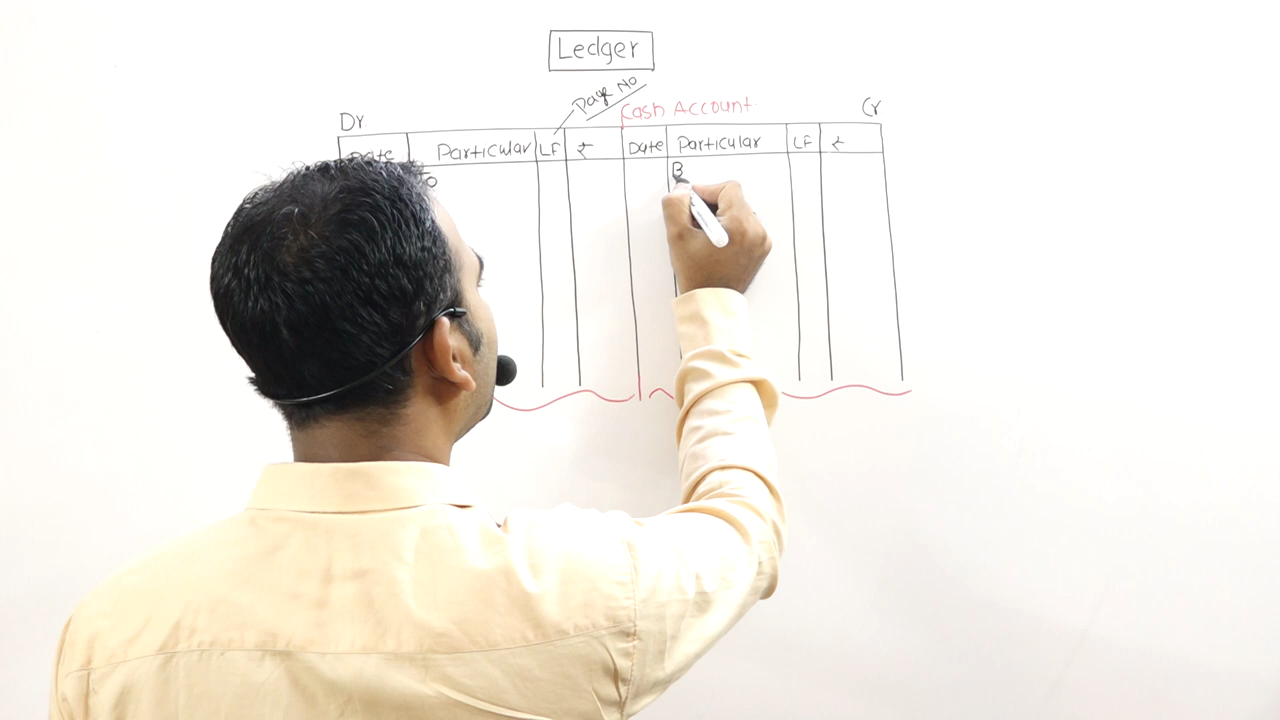 Ledger
Page No
Cash Account
Dr. Cr
Date Particular LF ₹ Date Particular LF ₹
To B